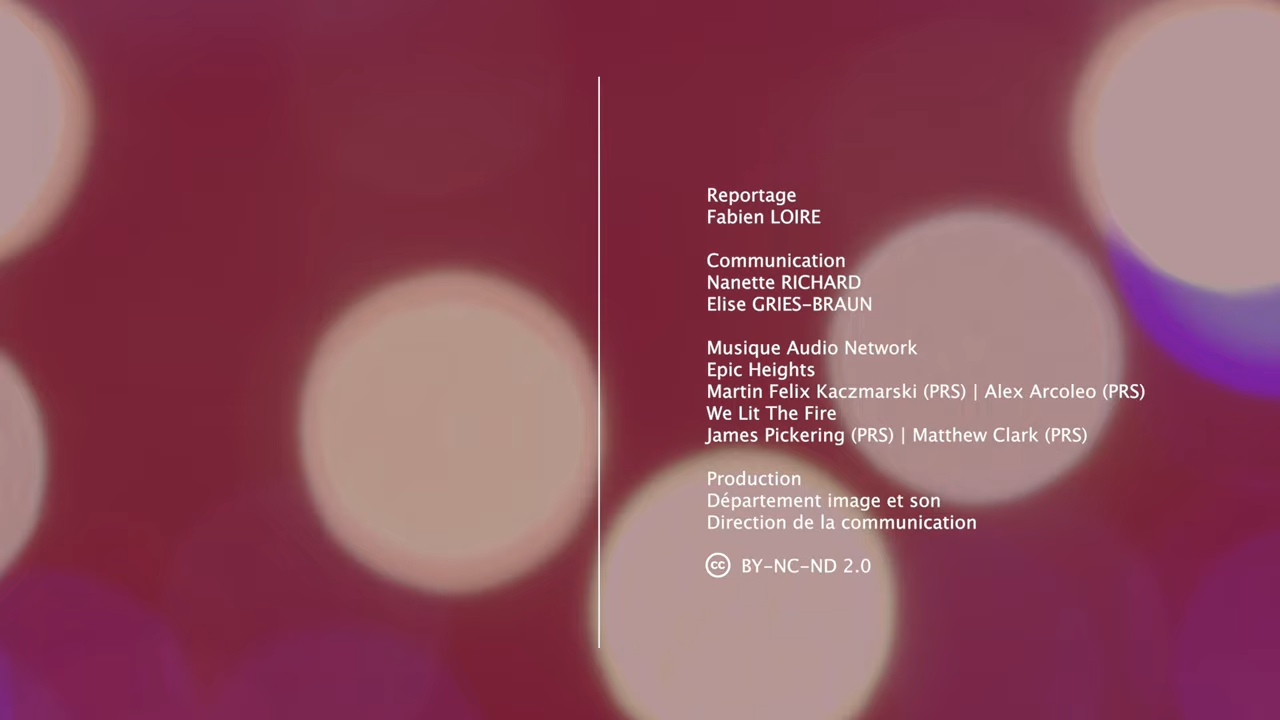 Reportage
Fabien LOIRE
Communication
Nanette RICHARD
Elise GRIES-BRAUN
Musique Audio Network
Epic Heights
Martin Felix Kaczmarski (PRS) | Alex Arcoleo (PRS)
We Lit The Fire
James Pickering (PRS) | Matthew Clark (PRS)
Production
Département image et son
Direction de la communication
cc BY-NC-ND 2.0